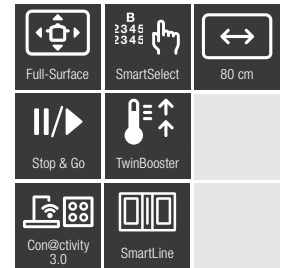 B
2345
2345
Full-Surface
SmartSelect
80 cm
Stop & Go
TwinBooster
Con@ctivity
3.0
SmartLine